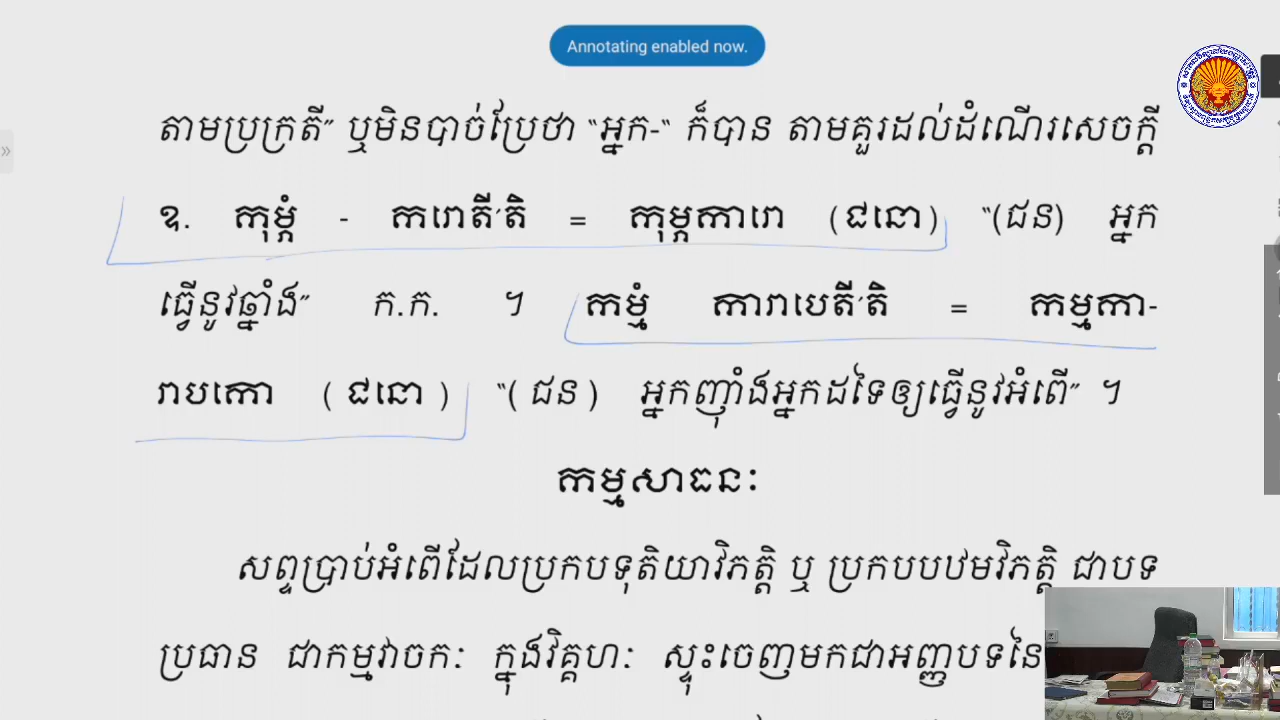 Annotating enabled now.
តាមប្រក្រតី” ឬមិនបាច់ប្រែថា “អ្នក-“ ក៏បាន តាមគួរដល់ដំណើរសេចក្ដី
ឧ. កុម្ភំ - ករោតី′តិ = កុម្ភការោ (ជនោ) “(ជន) អ្នក
ធ្វើនូវឆ្នាំង” ក.ក. ។ កម្មំ ការាបេតី′តិ = កម្មកា-
រាបកោ (ជនោ) “(ជន) អ្នកញ៉ាំងអ្នកដទៃឲ្យធ្វើនូវអំពើ” ។
កម្មសាធនៈ
សព្ទប្រាប់អំពើដែលប្រកបទុតិយាវិភត្តិ ឬ ប្រកបបឋមវិភត្តិ ជាបទ
ប្រធាន ជាកម្មវាចកៈ ក្នុងវិគ្គហៈ ស្ទុះចេញមកជាអញ្ញបទនៃ